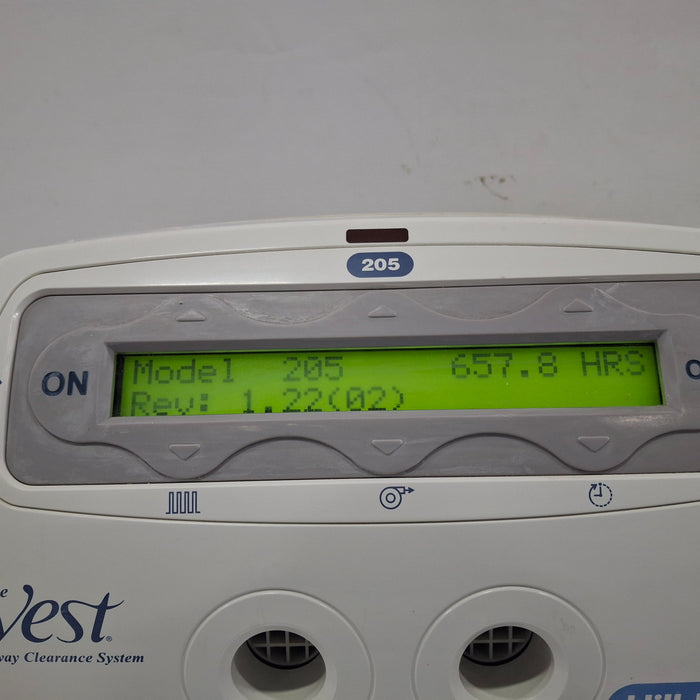 205
ON
Model 205 657.8 HRS
Rev: 1.22(02)
Vest®
way Clearance System